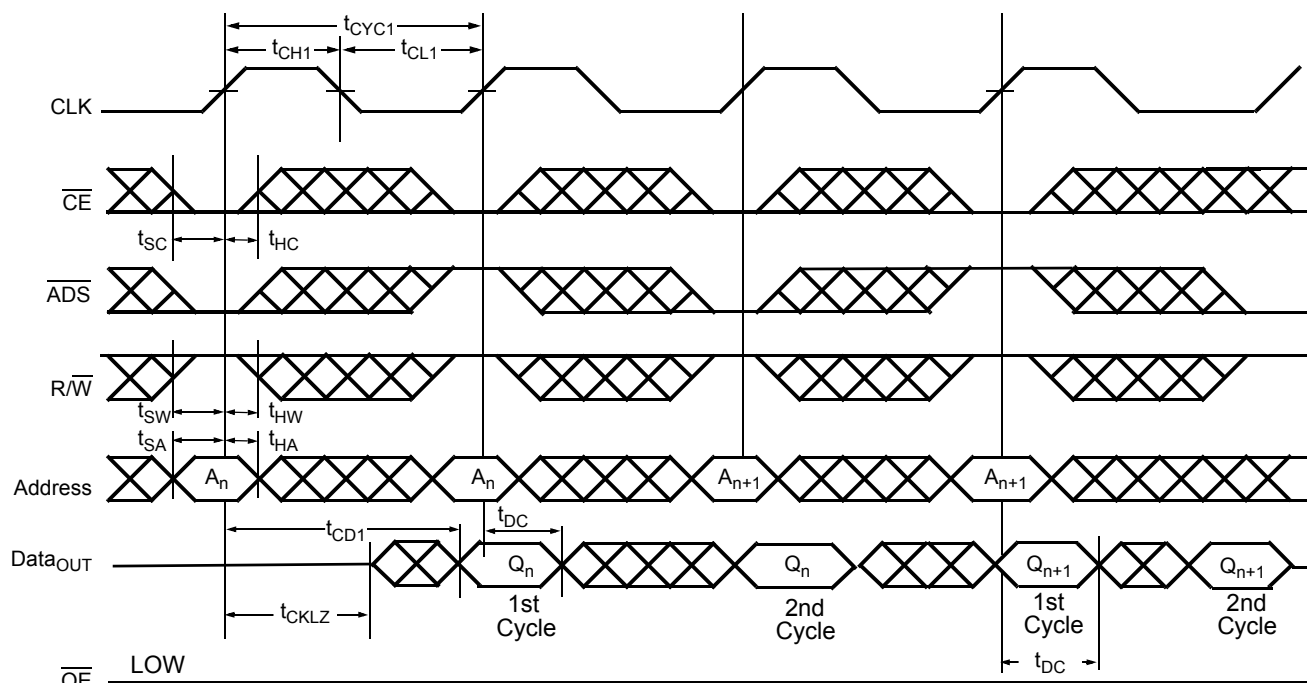 tCYC1
tCH1 tCL1
CLK
CE
tSC tHC
ADS
R/W
tSW tHW
tSA tHA
Address An An An+1 An+1
tCD1 tDC
DataOUT Qn Qn Qn+1 Qn+1
tCKLZ 1st Cycle 2nd Cycle 1st Cycle 2nd Cycle
tDC
OE LOW